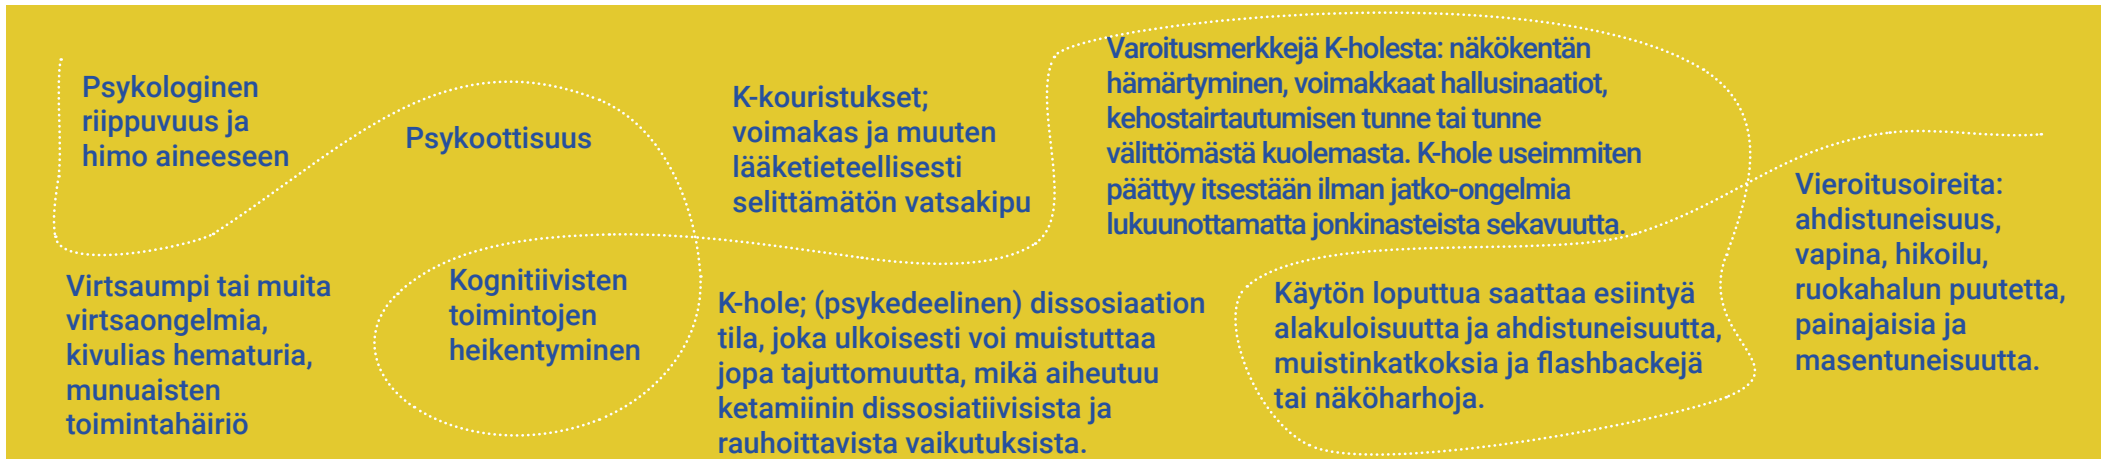 Psykologinen
riippuvuus ja
himo aineeseen
Virtsaumpi tai muita
virtsaongelmia,
kivulias hematuria,
munuaisten
toimintahäiriö
Psykoottisuus
Kognitiivisten
toimintojen
heikentyminen
K-kouristukset;
voimakas ja muuten
lääketieteellisesti
selittämätön vatsakipu
K-hole; (psykedeelinen) dissosiaation
tila, joka ulkoisesti voi muistuttaa
jopa tajuttomuutta, mikä aiheutuu
ketamiinin dissosiatiivisista ja
rauhoittavista vaikutuksista.
Varoitusmerkkejä K-holesta: näkökentän
hämärtyminen, voimakkaat hallusinaatiot,
kehostairtautumisen tunne tai tunne
välittömästä kuolemasta. K-hole useimmiten
päättyy itsestään ilman jatko-ongelmia
lukuunottamatta jonkinasteista sekavuutta.
Käytön loputtua saattaa esiintyä
alakuloisuutta ja ahdistuneisuutta,
muistinkatkoksia ja flashbackejä
tai näköharhoja.
Vieroitusoireita:
ahdistuneisuus,
vapina, hikoilu,
ruokahalun puutetta,
painajaisia ja
masentuneisuutta.